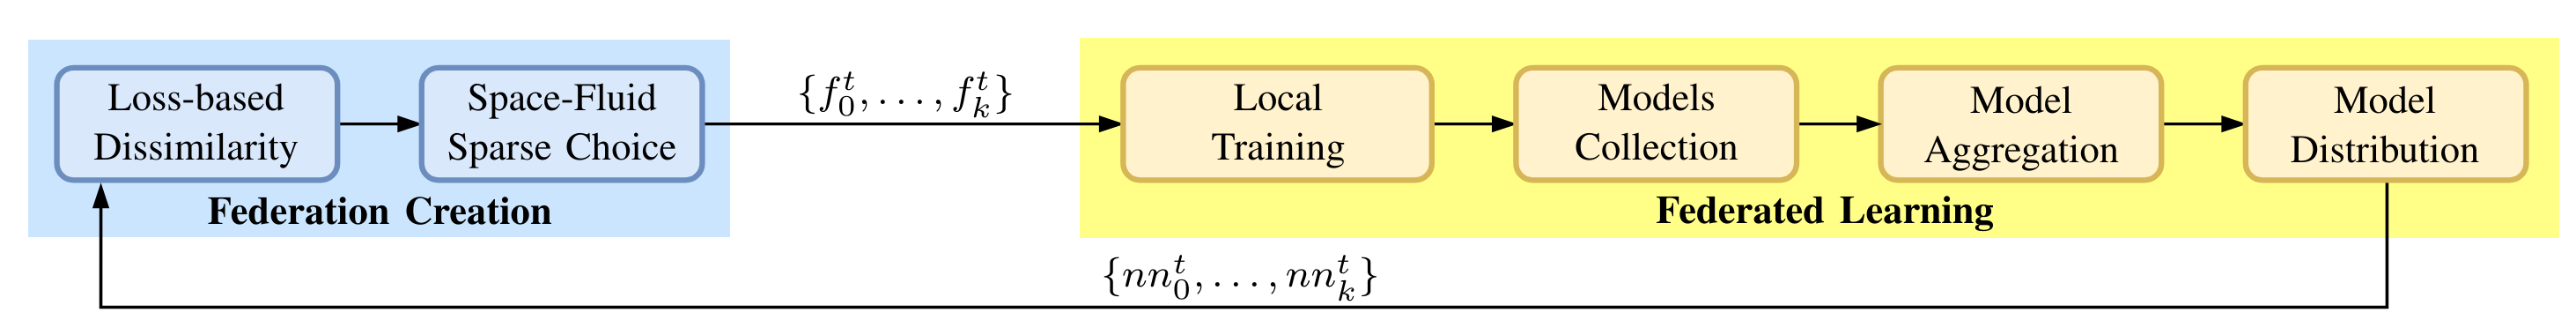 Loss-based
Dissimilarity
Space-Fluid
Sparse Choice
Federation Creation
$\{f_0^t, \ldots, f_k^t\}$
Local
Training
Models
Collection
Model
Aggregation
Model
Distribution
Federated Learning
$\{nn_0^t, \ldots, nn_k^t\}$